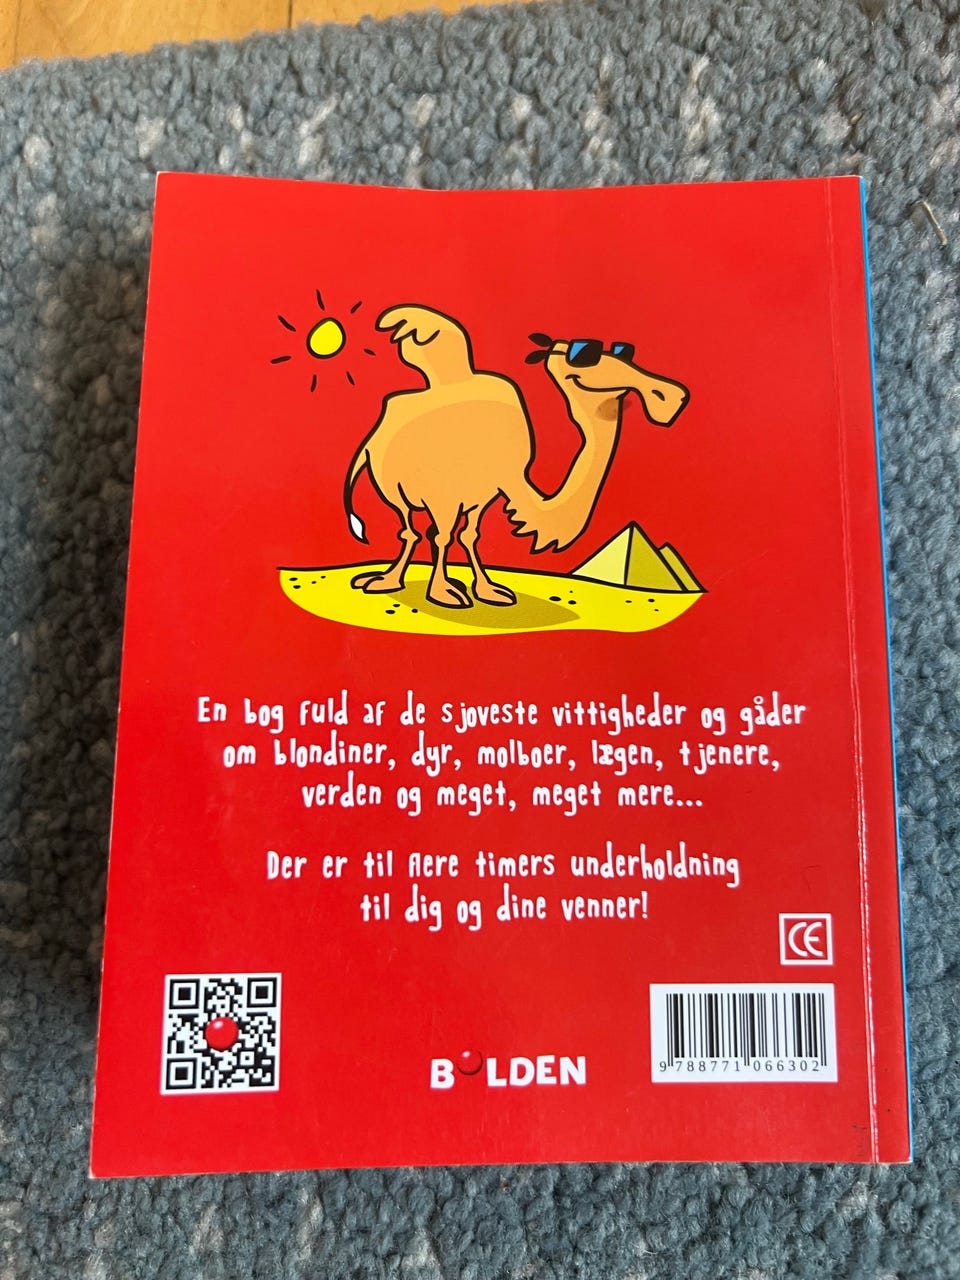 En bog fuld af de sjoveste vittigheder og gåder
om blondiner, dyr, molboer, lægen, tjenere,
verden og meget, meget mere...
Der er til flere timers underholdning
til dig og dine venner!
CE
BOLDEN
9 788771 066302